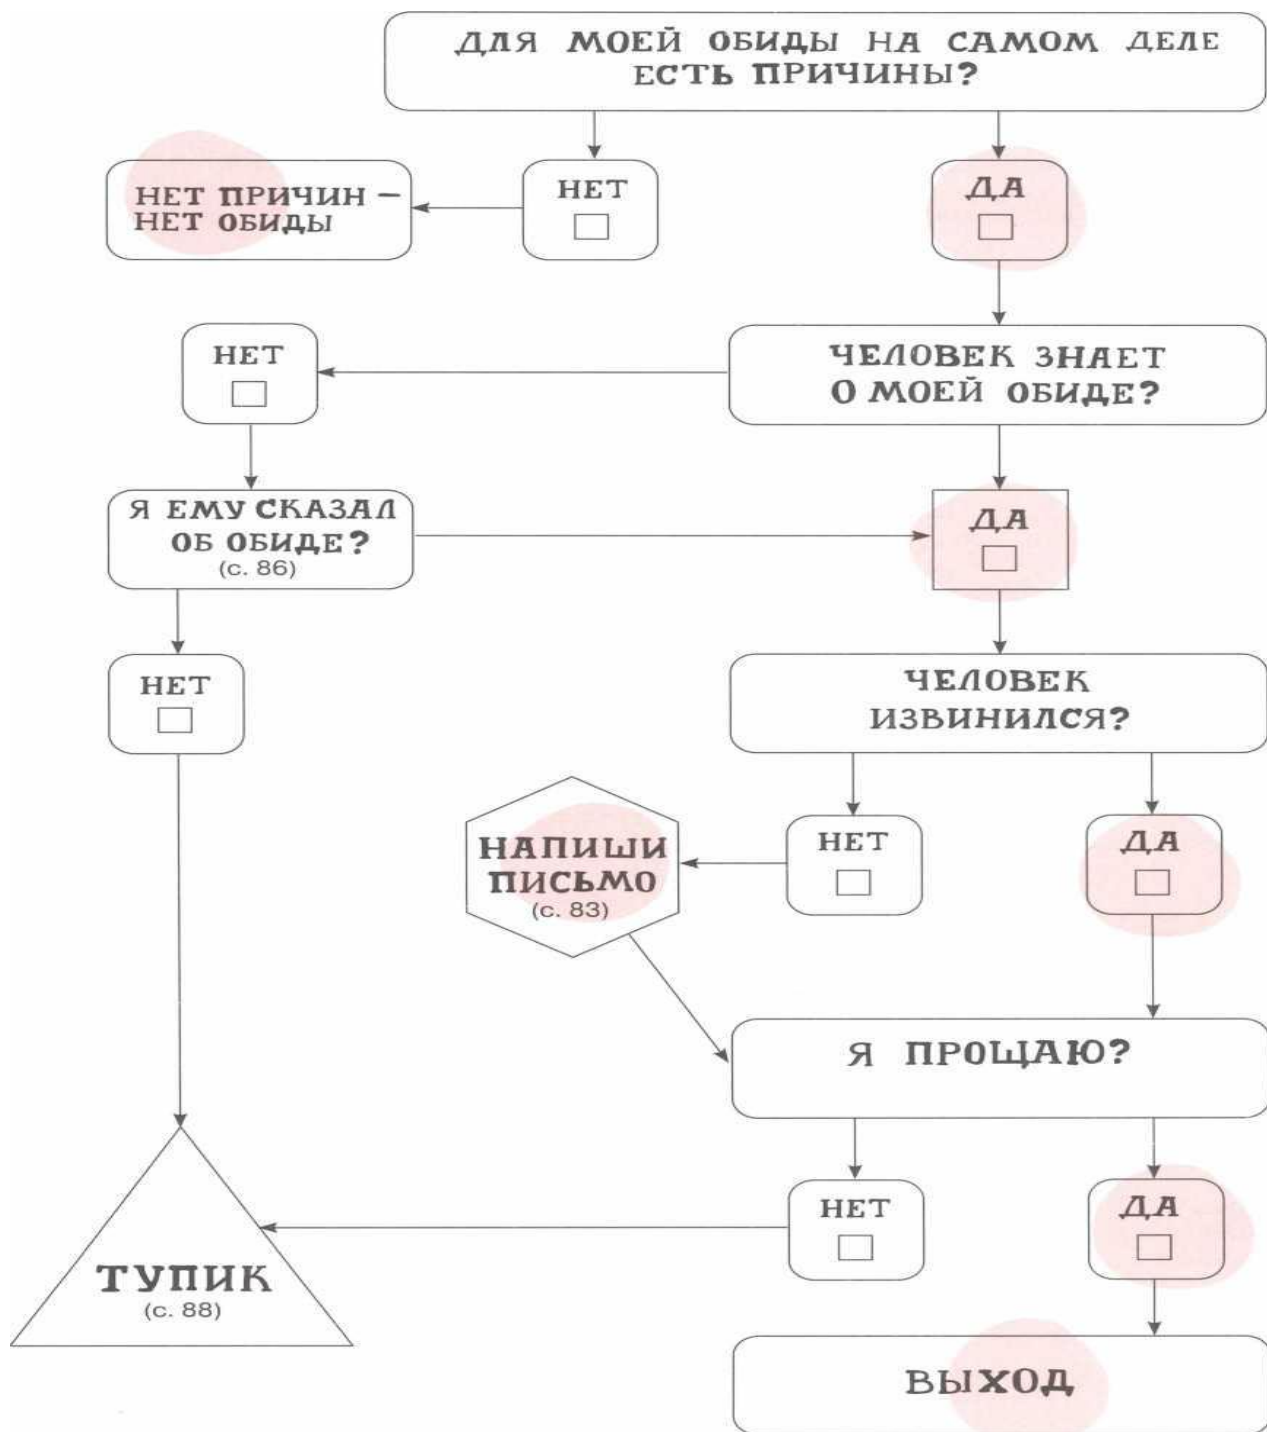 ДЛЯ МОЕЙ ОБИДЫ НА САМОМ ДЕЛЕ
ЕСТЬ ПРИЧИНЫ?
НЕТ
ДА
НЕТ ПРИЧИН –
НЕТ ОБИДЫ
НЕТ
ЧЕЛОВЕК ЗНАЕТ
О МОЕЙ ОБИДЕ?
Я ЕМУ СКАЗАЛ
ОБ ОБИДЕ?
(с. 86)
ДА
НЕТ
ЧЕЛОВЕК
ИЗВИНИЛСЯ?
НАПИШИ
ПИСЬМО
(с. 83)
НЕТ
ДА
Я ПРОЩАЮ?
НЕТ
ДА
ТУПИК
(с. 88)
ВЫХОД